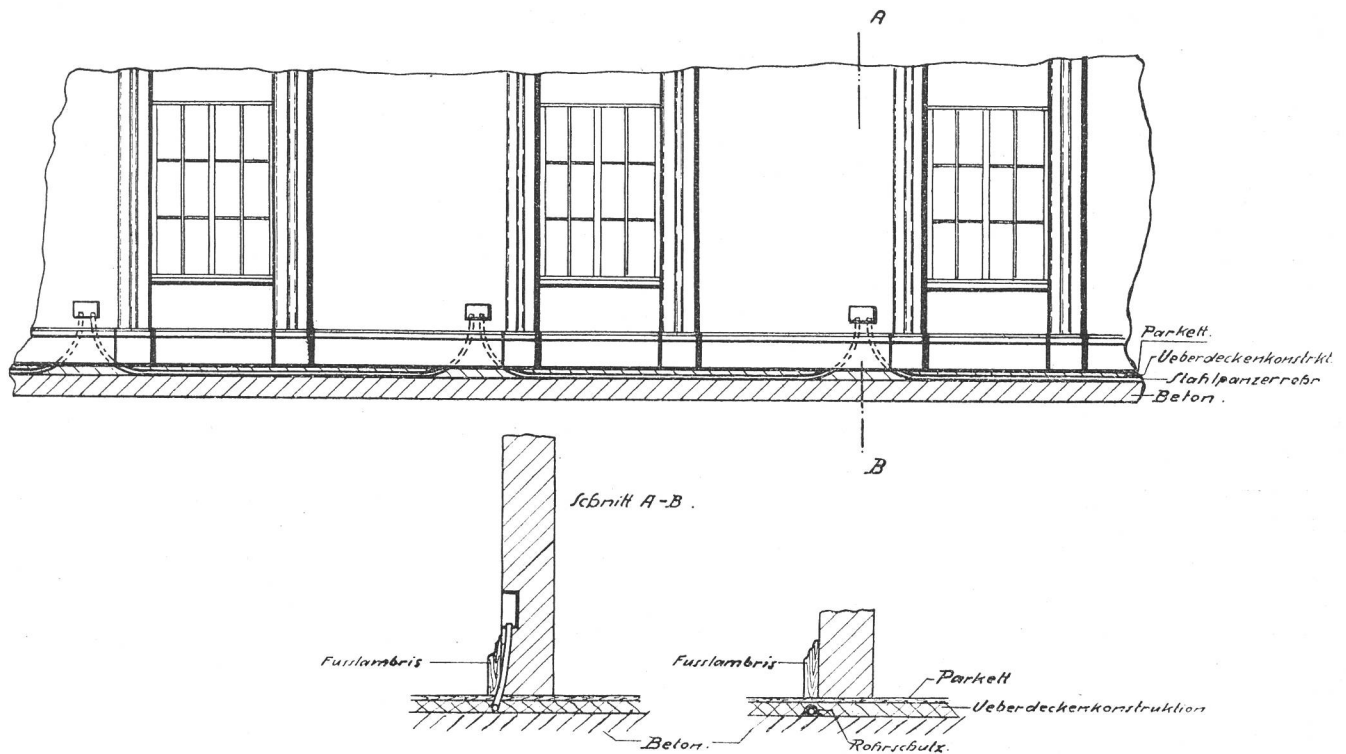 A
Parkett.
Ueberdeckenkonstrkt.
Stahlpanzerrohr
Beton.
B
Schnitt A-B.
Fusslambris
Fusslambris
Parkett
Ueberdeckenkonstruktion
Beton.
Rohrschutz.